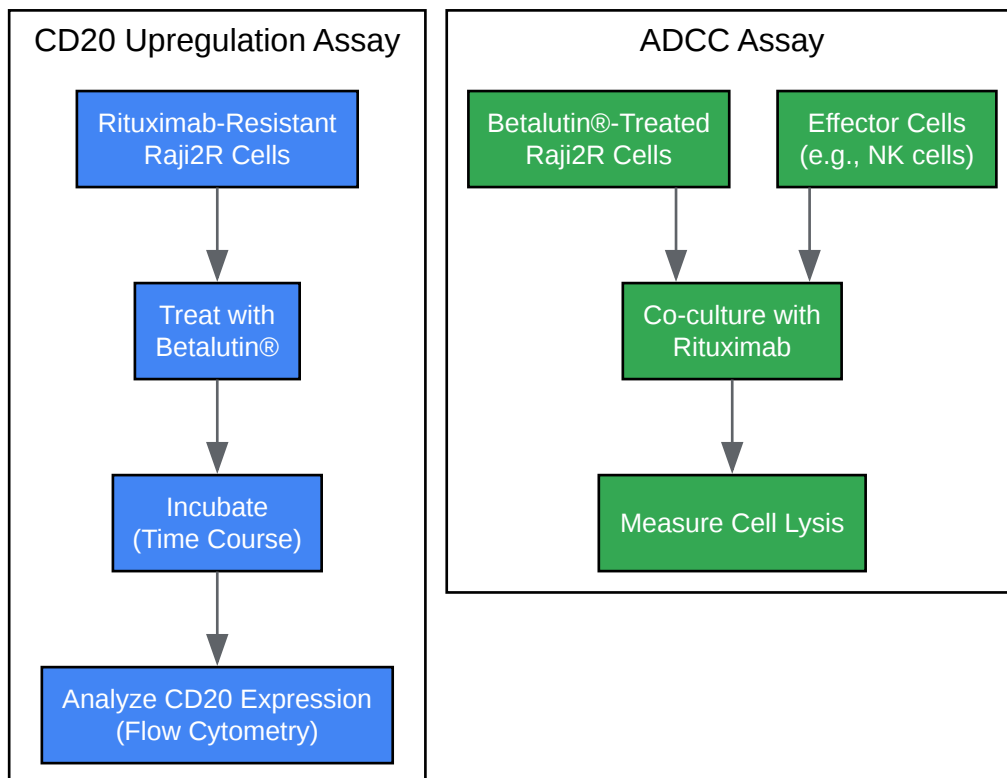 CD20 Upregulation Assay
Rituximab-Resistant
Raji2R Cells
Treat with
Betalutin®
Incubate
(Time Course)
Analyze CD20 Expression
(Flow Cytometry)
ADCC Assay
Betalutin®-Treated
Raji2R Cells
Effector Cells
(e.g., NK cells)
Co-culture with
Rituximab
Measure Cell Lysis